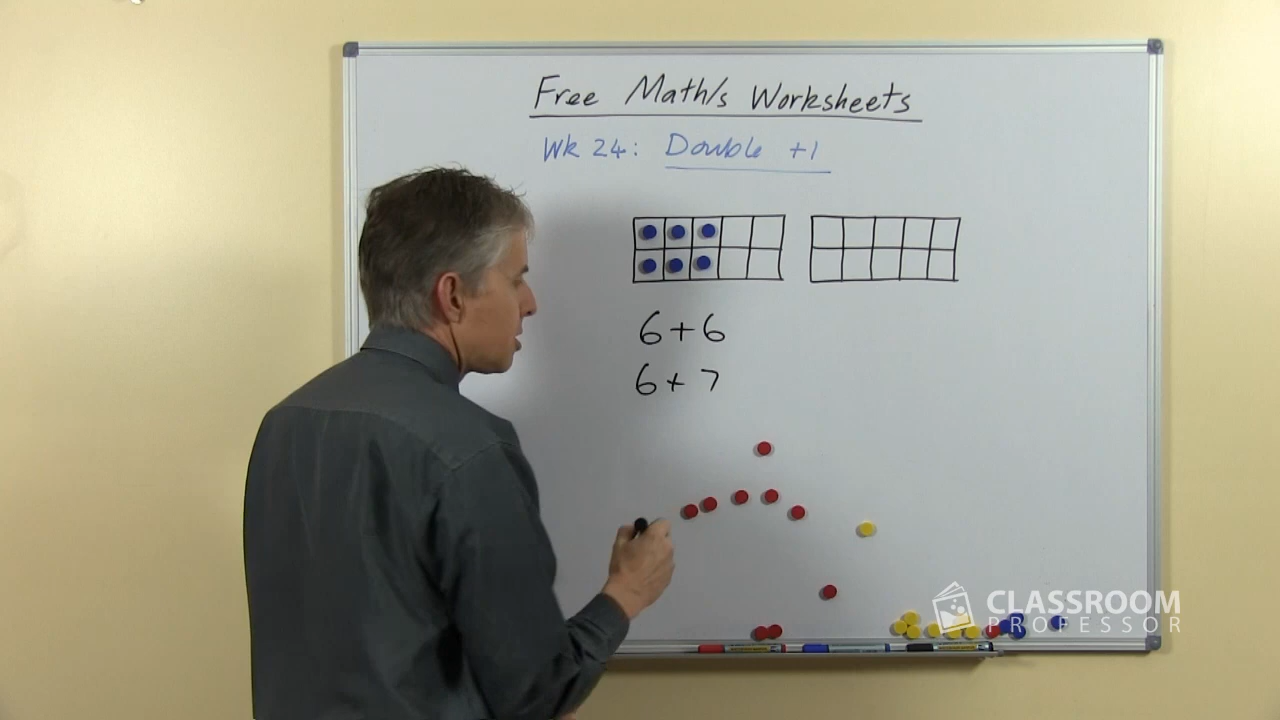 Free Math/s Worksheets
Wk 24: Double +1
6+6
6+7
CLASSROOM
PROFESSOR